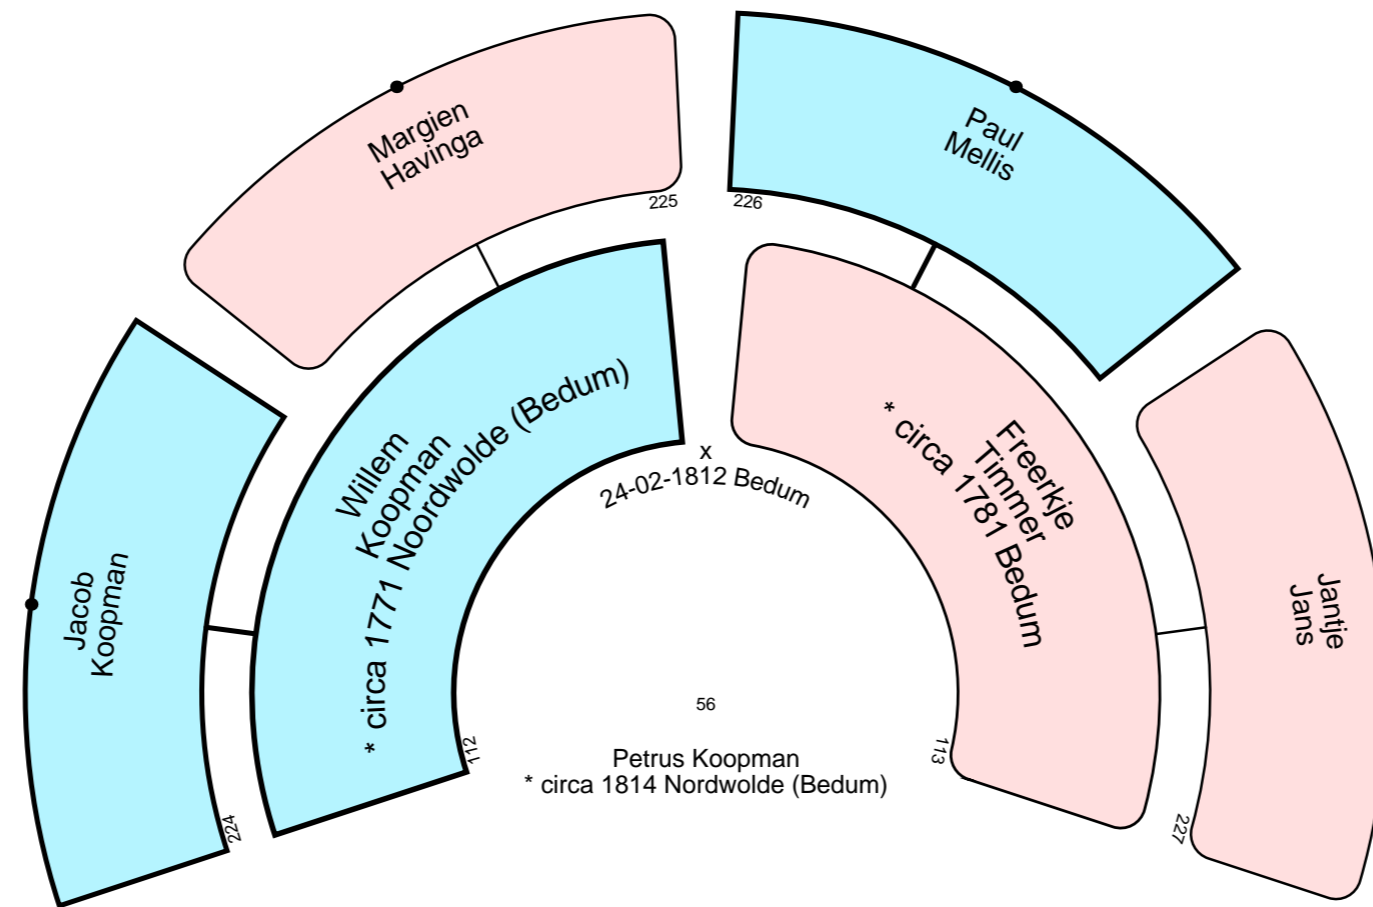 Margien
Havinga
225
Paul
Mellis
226
Jacob
Koopman
224
Willem
Koopman
* circa 1771 Noordwolde (Bedum)
112
x
24-02-1812 Bedum
Freerkje
Timmer
* circa 1781 Bedum
113
Jantje
Jans
227
56
Petrus Koopman
* circa 1814 Nordwolde (Bedum)